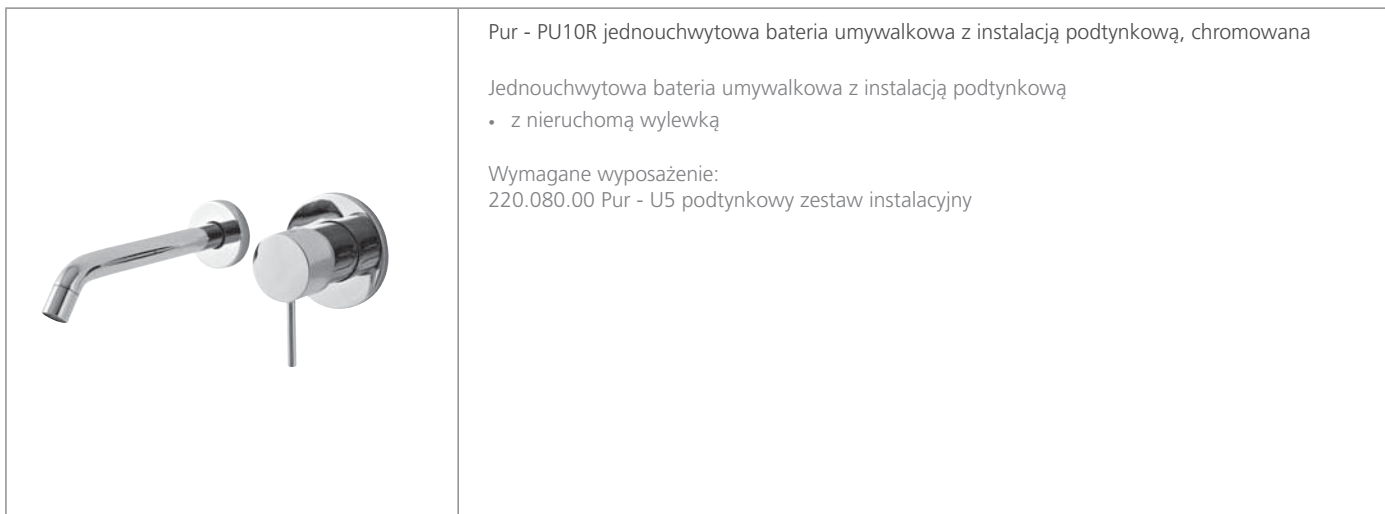 Pur - PU10R jednouchwytowa bateria umywalkowa z instalacją podtynkową, chromowana
Jednouchwytowa bateria umywalkowa z instalacją podtynkową
• z nieruchomą wylewką
Wymagane wyposażenie:
220.080.00 Pur - U5 podtynkowy zestaw instalacyjny